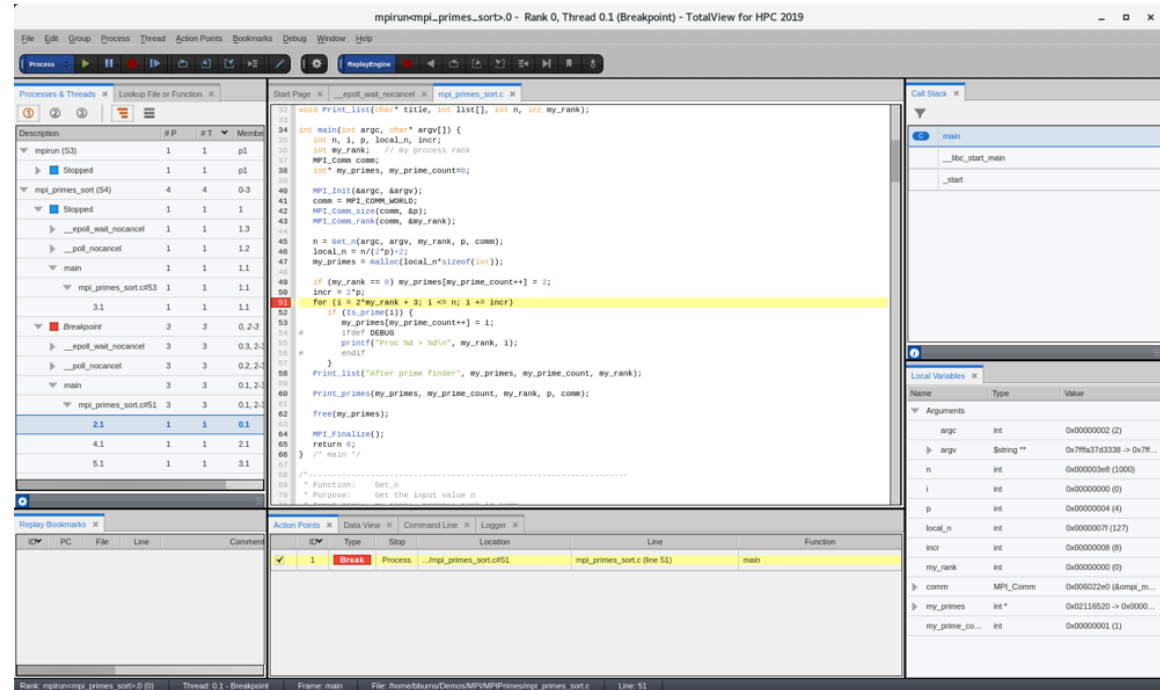 mpirun<mpi_primes_sort>.0 - Rank 0, Thread 0.1 (Breakpoint) - TotalView for HPC 2019
File Edit Group Process Thread Action Points Bookmarks Debug Window Help
Process ReplayEngine
Processes & Threads Lookup File or Function
Description #P #T Membe
mpirun (S3) 1 1 p1
Stopped 1 1 p1
mpi_primes_sort (S4) 4 4 0-3
Stopped 1 1 1
__epoll_wait_nocancel 1 1 1.3
__poll_nocancel 1 1 1.2
main 1 1 1.1
mpi_primes_sort.c#53 1 1 1.1
3.1 1 1 1.1
Breakpoint 3 3 0, 2-3
__epoll_wait_nocancel 3 3 0.3, 2-3
__poll_nocancel 3 3 0.2, 2-3
main 3 3 0.1, 2-3
mpi_primes_sort.c#51 3 3 0.1, 2-3
2.1 1 1 0.1
4.1 1 1 2.1
5.1 1 1 3.1
Start Page __epoll_wait_nocancel mpi_primes_sort.c
32 void Print_list(char* title, int list[], int n, int my_rank);
33
34 int main(int argc, char* argv[]) {
35 int n, i, p, local_n, incr;
36 int my_rank; // my process rank
37 MPI_Comm comm;
38 int* my_primes, my_prime_count=0;
39
40 MPI_Init(&argc, &argv);
41 comm = MPI_COMM_WORLD;
42 MPI_Comm_size(comm, &p);
43 MPI_Comm_rank(comm, &my_rank);
44
45 n = Get_n(argc, argv, my_rank, p, comm);
46 local_n = n/(2*p)+2;
47 my_primes = malloc(local_n*sizeof(int));
48
49 if (my_rank == 0) my_primes[my_prime_count++] = 2;
50 incr = 2*p;
51 for (i = 2*my_rank + 3; i <= n; i += incr)
52 if (Is_prime(i)) {
53 my_primes[my_prime_count++] = i;
54 # ifdef DEBUG
55 printf("Proc %d > %d\n", my_rank, i);
56 # endif
57 }
58 Print_list("After prime finder", my_primes, my_prime_count, my_rank);
59
60 Print_primes(my_primes, my_prime_count, my_rank, p, comm);
61
62 free(my_primes);
63
64 MPI_Finalize();
65 return 0;
66 } /* main */
67
68 /*-------------------------------------------------------------------
69 * Function: Get_n
70 * Purpose: Get the input value n
Call Stack
C main
__libc_start_main
_start
Local Variables
Name Type Value
Arguments
argc int 0x00000002 (2)
argv $string ** 0x7fffa37d3338 -> 0x7ff...
n int 0x000003e8 (1000)
i int 0x00000000 (0)
p int 0x00000004 (4)
local_n int 0x0000007f (127)
incr int 0x00000008 (8)
my_rank int 0x00000000 (0)
comm MPI_Comm 0x006022e0 (&ompi_m...
my_primes int * 0x02116520 -> 0x0000...
my_prime_co... int 0x00000001 (1)
Replay Bookmarks
ID PC File Line Comment
Action Points Data View Command Line Logger
ID Type Stop Location Line Function
1 Break Process .../mpi_primes_sort.c#51 mpi_primes_sort.c (line 51) main
Rank: mpirun<mpi_primes_sort>.0 (0) Thread: 0.1 - Breakpoint Frame: main File: /home/bburns/Demos/MPI/MPIPrimes/mpi_primes_sort.c Line: 51